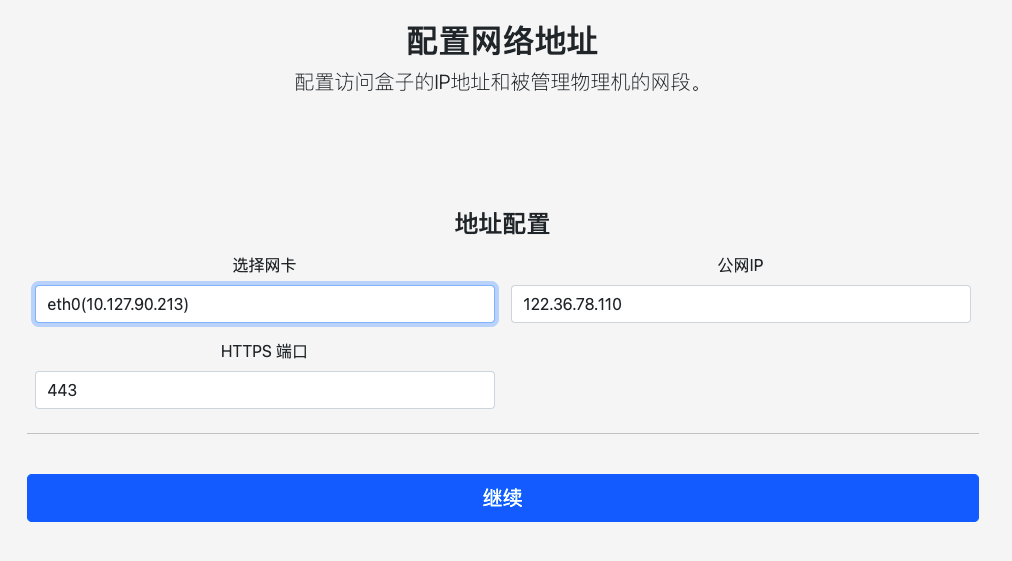 配置网络地址
配置访问盒子的IP地址和被管理物理机的网段。
地址配置
选择网卡
公网IP
eth0(10.127.90.213)
122.36.78.110
HTTPS 端口
443
继续